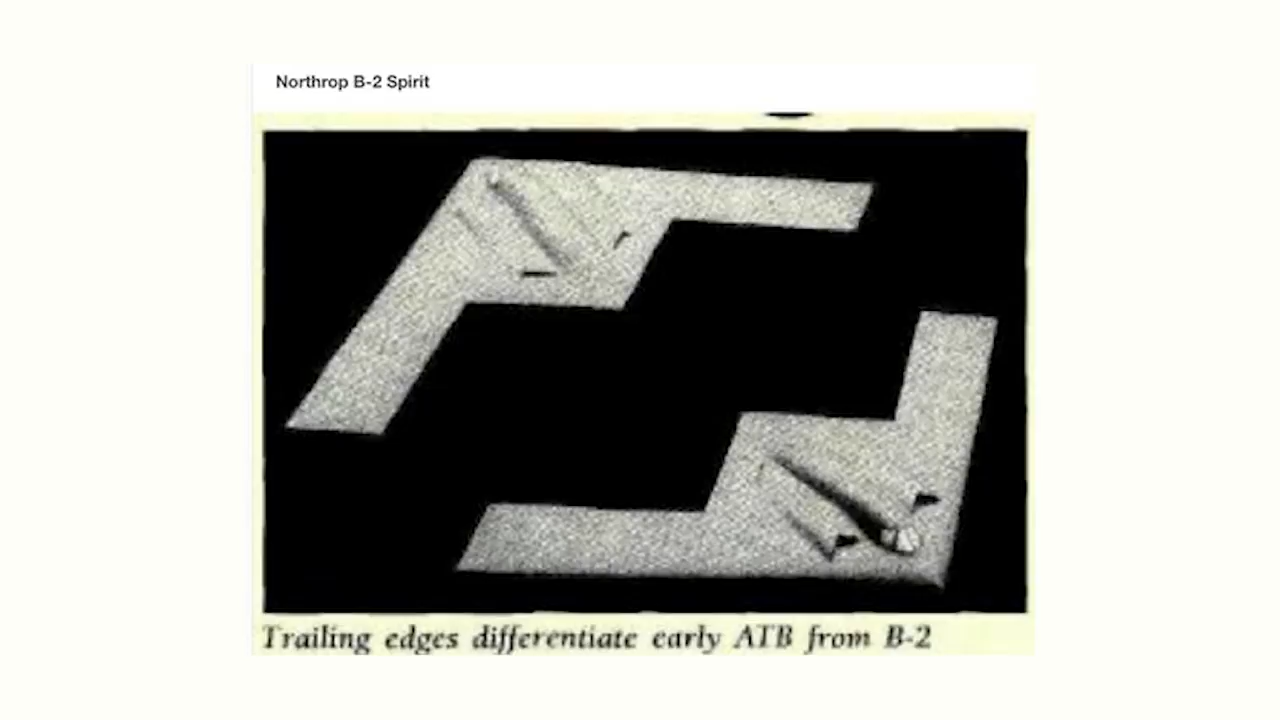 Northrop B-2 Spirit
Trailing edges differentiate early ATB from B-2